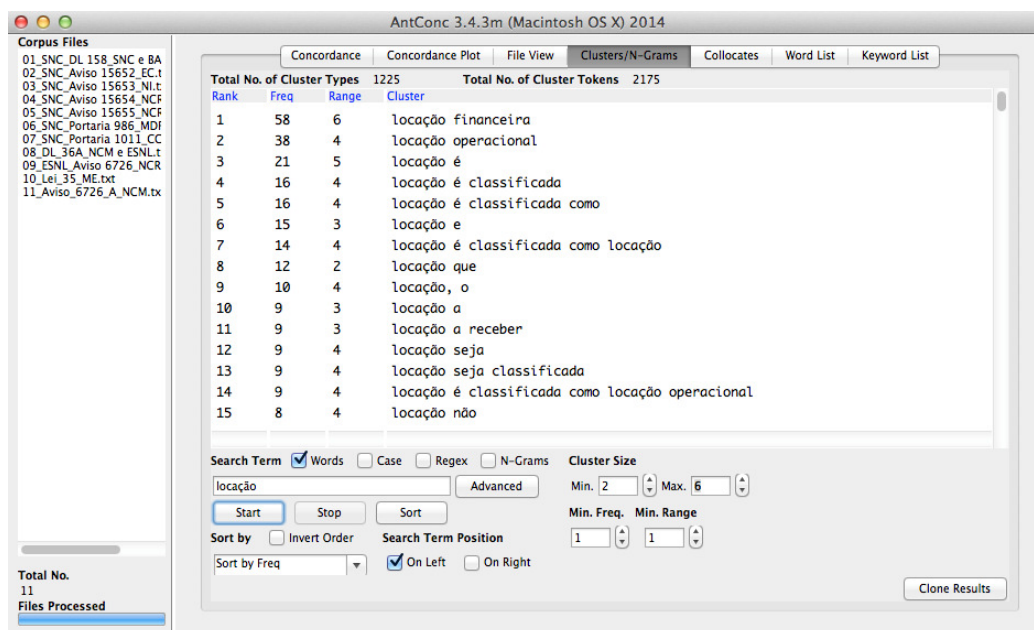 AntConc 3.4.3m (Macintosh OS X) 2014
Corpus Files
01_SNC_DL 158_SNC e BA
02_SNC_Aviso 15652_EC.t
03_SNC_Aviso 15653_NI.t
04_SNC_Aviso 15654_NCR
05_SNC_Aviso 15655_NCR
06_SNC_Portaria 986_MDF
07_SNC_Portaria 1011_CC
08_DL_36A_NCM e ESNL.t
09_ESNL_Aviso 6726_NCR
10_Lei_35_ME.txt
11_Aviso_6726_A_NCM.tx
Total No.
11
Files Processed
Concordance Concordance Plot File View Clusters/N-Grams Collocates Word List Keyword List
Total No. of Cluster Types 1225 Total No. of Cluster Tokens 2175
Rank Freq Range Cluster
1 58 6 locação financeira
2 38 4 locação operacional
3 21 5 locação é
4 16 4 locação é classificada
5 16 4 locação é classificada como
6 15 3 locação e
7 14 4 locação é classificada como locação
8 12 2 locação que
9 10 4 locação, o
10 9 3 locação a
11 9 3 locação a receber
12 9 4 locação seja
13 9 4 locação seja classificada
14 9 4 locação é classificada como locação operacional
15 8 4 locação não
Search Term Words Case Regex N-Grams Cluster Size
locação Advanced Min. 2 Max. 6
Start Stop Sort Min. Freq. Min. Range
Sort by Invert Order Search Term Position 1 1
Sort by Freq On Left On Right
Clone Results